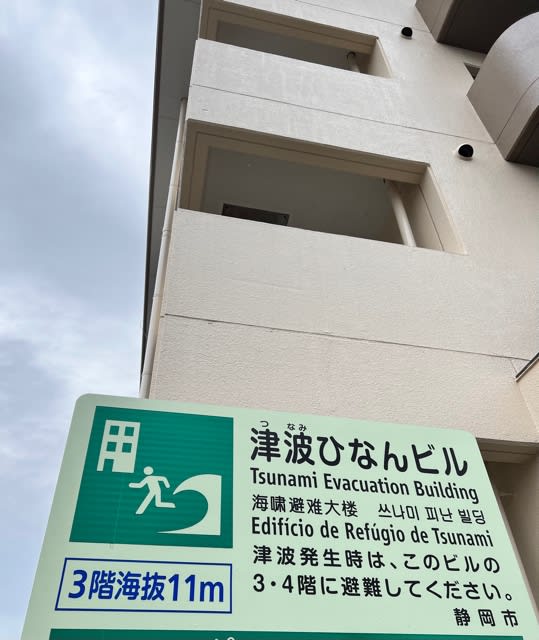 つなみ
津波ひなんビル
Tsunami Evacuation Building
海啸避难大楼 쓰나미 피난 빌딩
Edifício de Refúgio de Tsunami
津波発生時は、このビルの
3・4階に避難してください。
静岡市
3階海抜11m